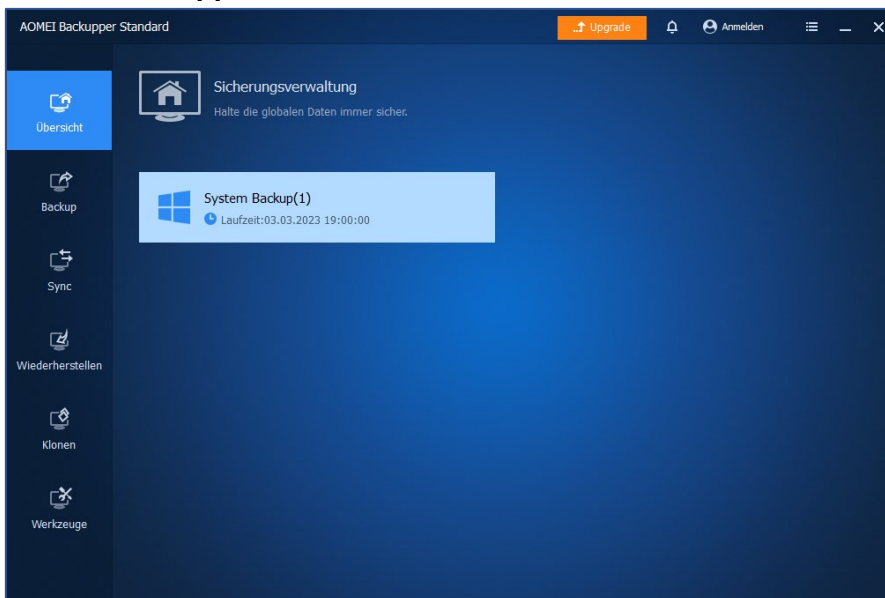 AOMEI Backupper Standard
Upgrade
Anmelden
Sicherungsverwaltung
Halte die globalen Daten immer sicher.
Übersicht
System Backup(1)
Laufzeit:03.03.2023 19:00:00
Backup
Sync
Wiederherstellen
Klonen
Werkzeuge